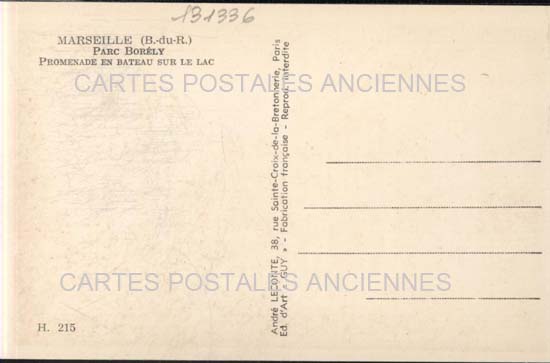 131336
MARSEILLE (B.-du-R.)
PARC BORÉLY
PROMENADE EN BATEAU SUR LE LAC
CARTES POSTALES ANCIENNES
André LECONTE, 38, rue Sainte-Croix-de-la-Bretonnerie, Paris
Ed. d'Art « GUY » - Fabrication française - Reprod. interdite
CARTES POSTALES ANCIENNES
H. 215